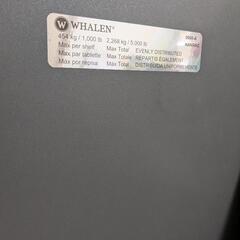 W WHALEN®
454 kg / 1,000 lb 2,268 kg / 5,000 lb
Max per shelf Max Total EVENLY DISTRIBUTED
Max par tablette Max Totale REPARTIS ÉGALEMENT
Max por repisa Max Total DISTRIBUIDA UNIFORMEMENTE